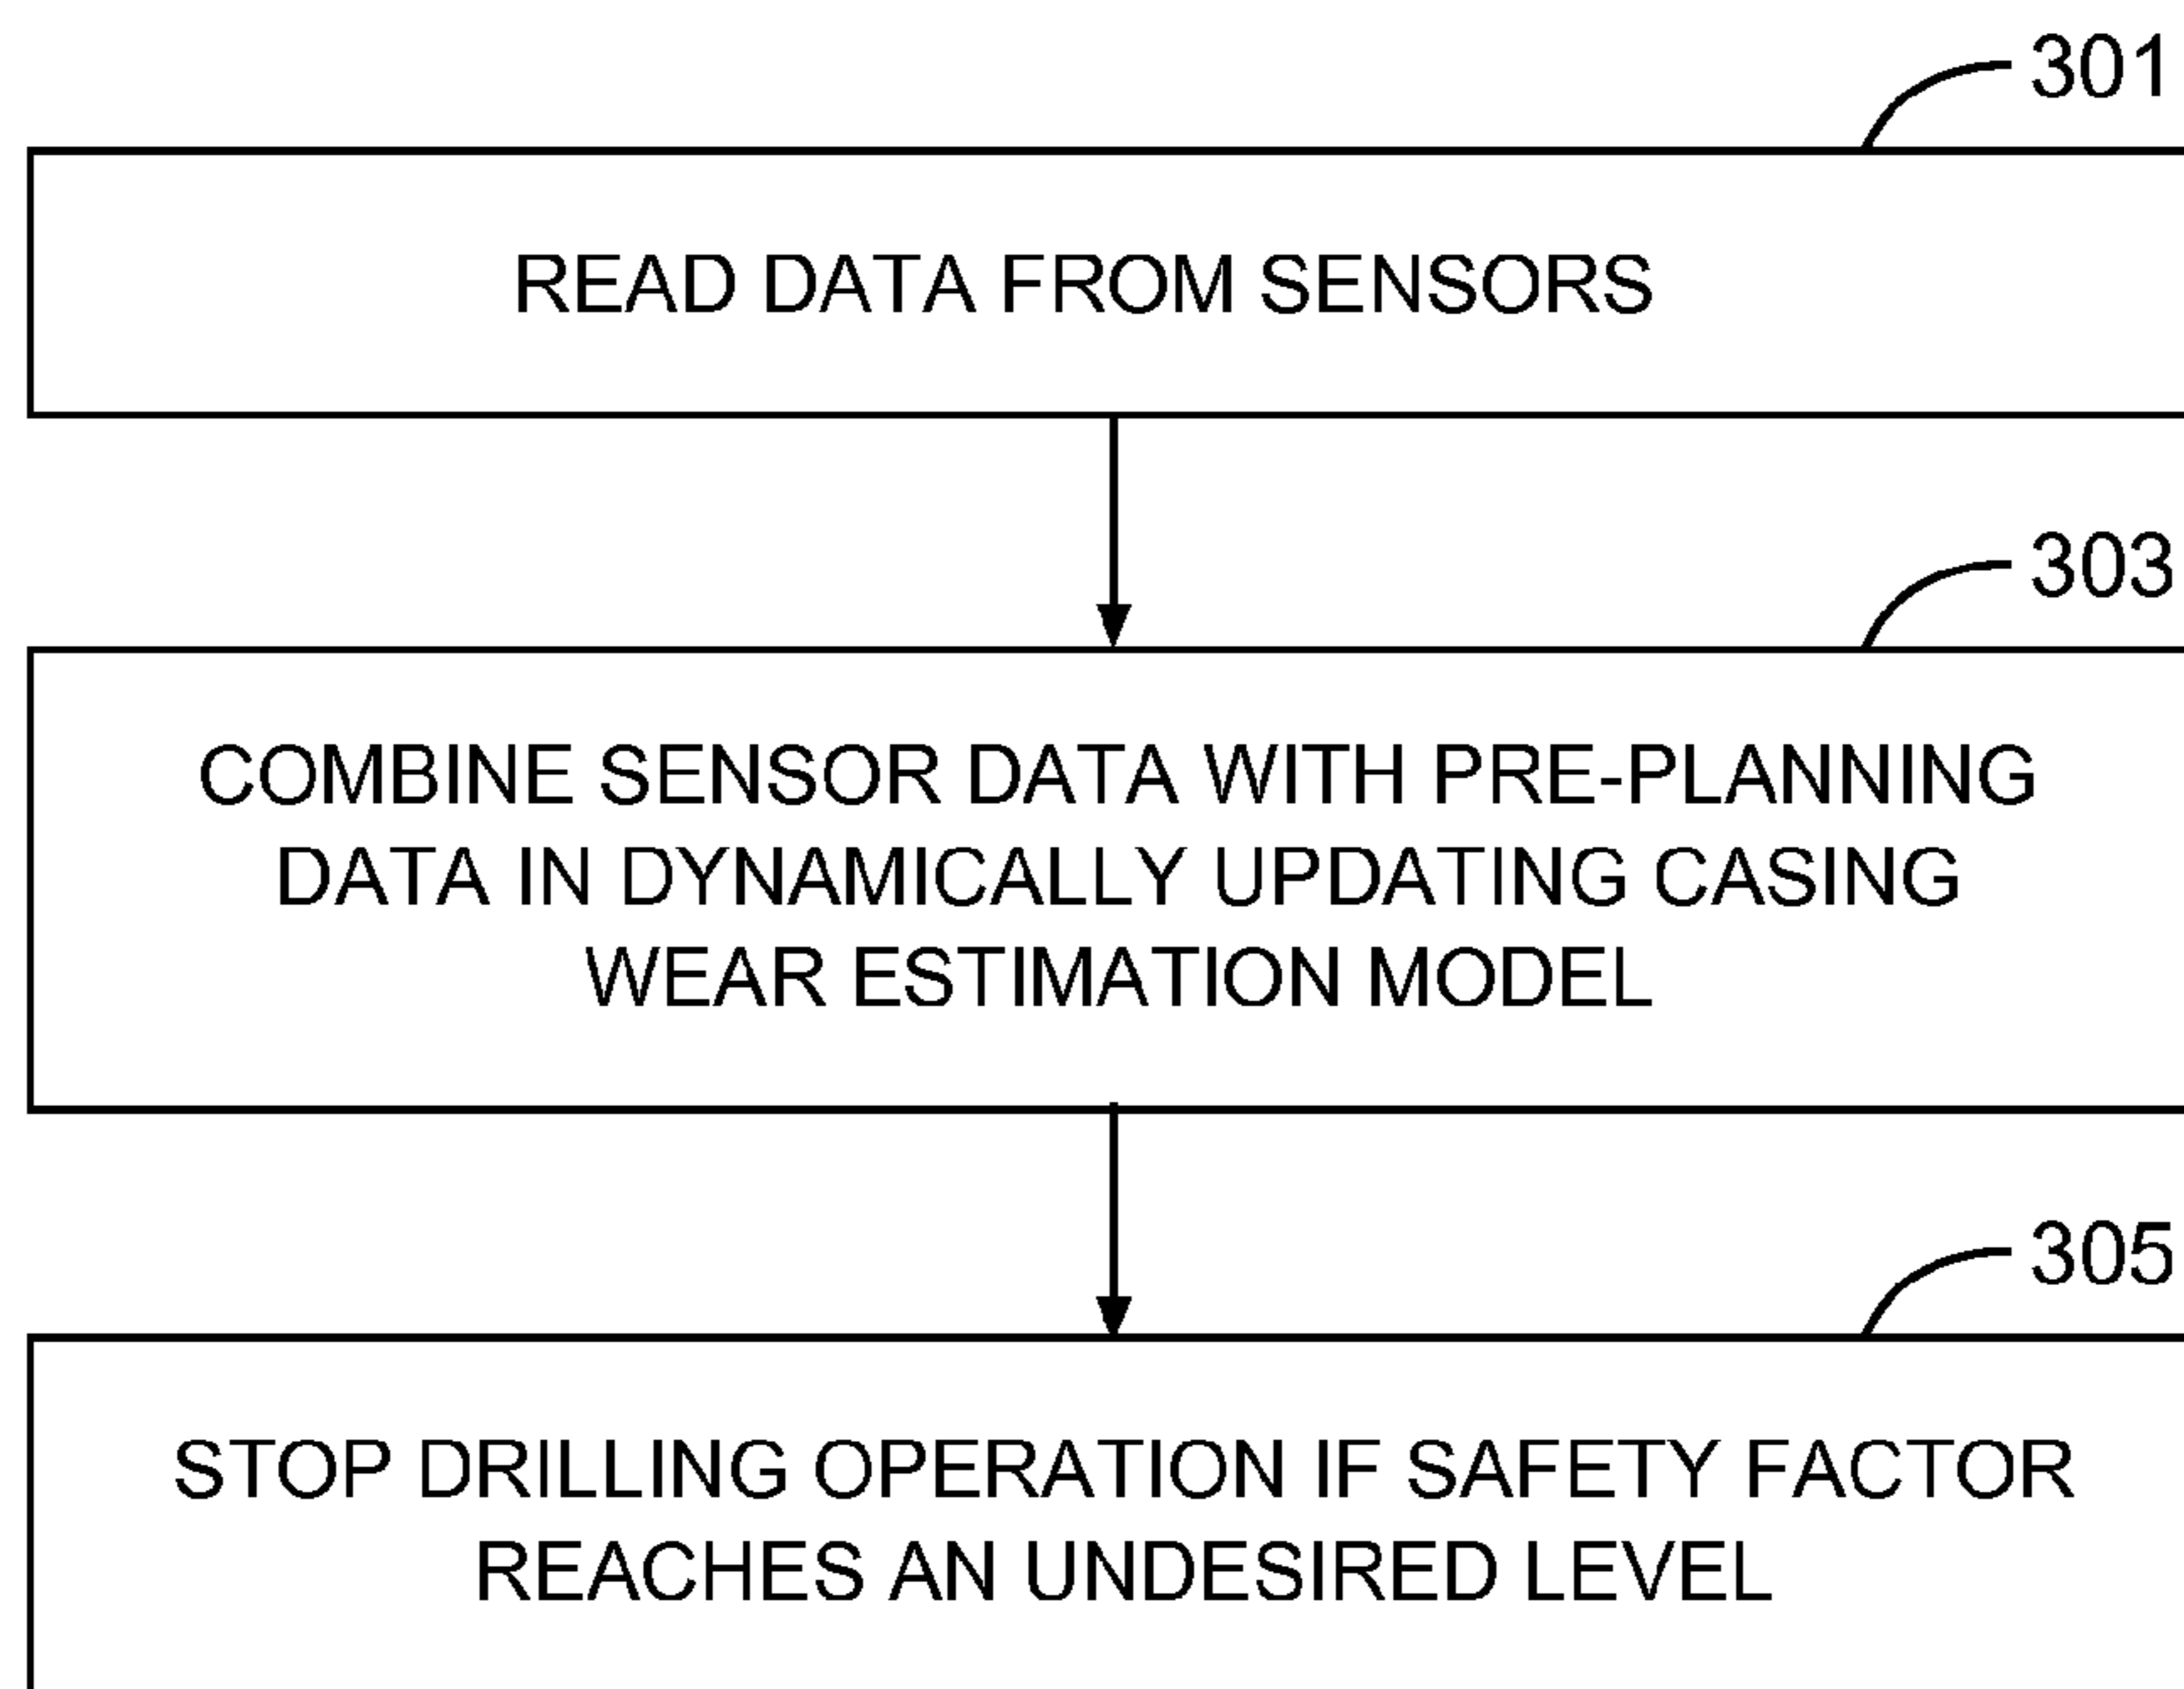 301
READ DATA FROM SENSORS
303
COMBINE SENSOR DATA WITH PRE-PLANNING
DATA IN DYNAMICALLY UPDATING CASING
WEAR ESTIMATION MODEL
305
STOP DRILLING OPERATION IF SAFETY FACTOR
REACHES AN UNDESIRED LEVEL